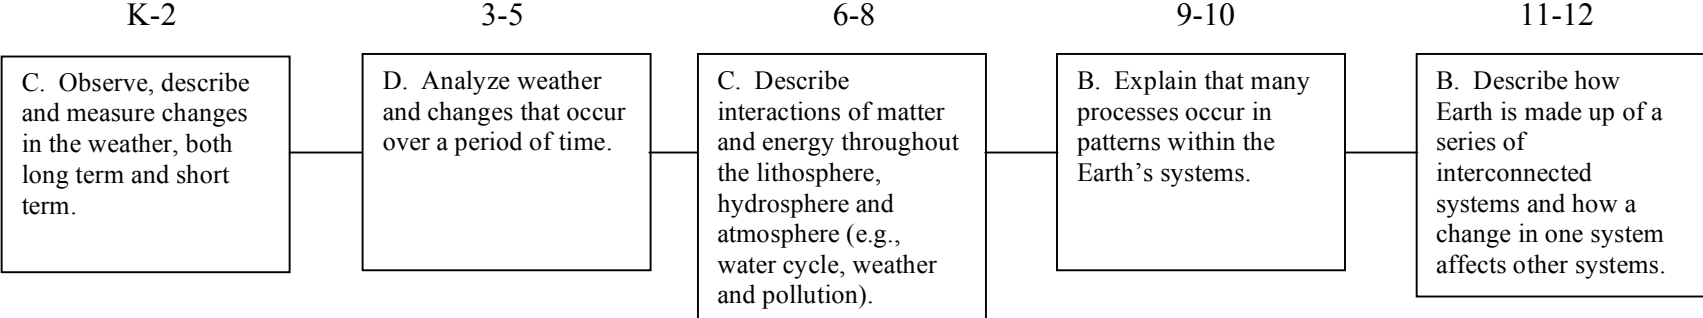 K-2
3-5
6-8
9-10
11-12
C. Observe, describe
and measure changes
in the weather, both
long term and short
term.
D. Analyze weather
and changes that occur
over a period of time.
C. Describe
interactions of matter
and energy throughout
the lithosphere,
hydrosphere and
atmosphere (e.g.,
water cycle, weather
and pollution).
B. Explain that many
processes occur in
patterns within the
Earth’s systems.
B. Describe how
Earth is made up of a
series of
interconnected
systems and how a
change in one system
affects other systems.